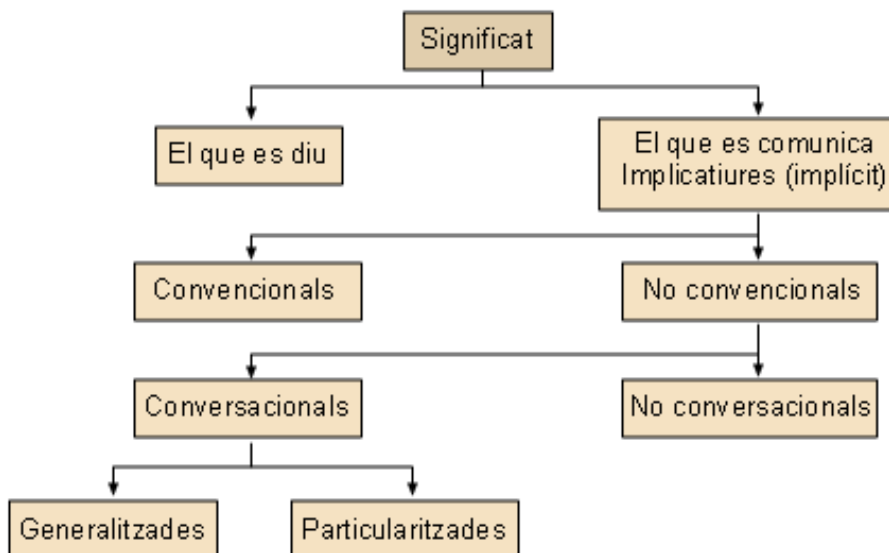 Significat
El que es diu
El que es comunica
Implicatiures (implícit)
Convencionals
No convencionals
Conversacionals
No conversacionals
Generalitzades
Particularitzades